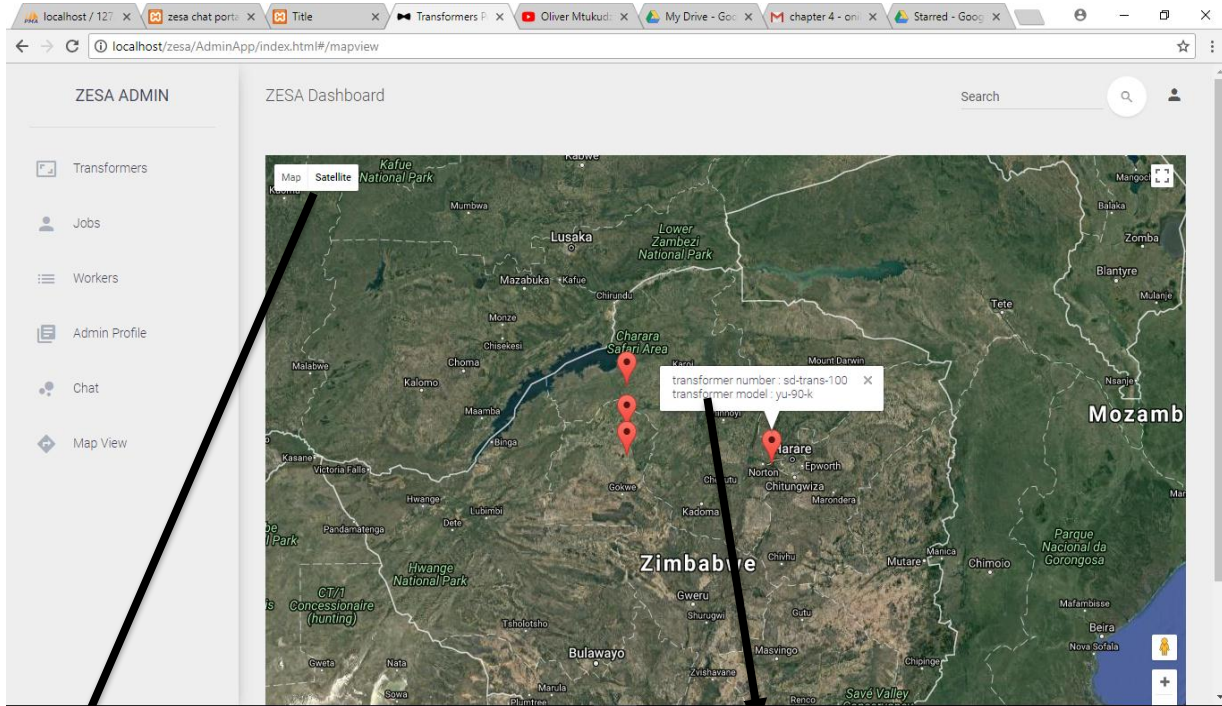 localhost / 127
zesa chat porta
Title
Transformers P
Oliver Mtukud
My Drive - Goo
chapter 4 - oni
Starred - Goog
localhost/zesa/AdminApp/index.html#/mapview
ZESA ADMIN
ZESA Dashboard
Search
Transformers
Jobs
Workers
Admin Profile
Chat
Map View
Map Satellite
Kafue
National Park
Kabwe
Mumbwa
Lusaka
Lower
Zambezi
National Park
Mangoc
Balaka
Zomba
Blantyre
Mulanje
Mazabuka
Kafue
Chirundu
Tete
Monze
Chisekesi
Charara
Safari Area
Karoi
Mount Darwin
Malabwe
Choma
Kalomo
Nsanje
transformer number : sd-trans-100
transformer model : yu-90-k
Maamba
Mozamb
Binga
Harare
Kasane
Victoria Falls
Norton
Epworth
Chitungwiza
Gokwe
Marondera
Hwange
Lubimbi
Kadoma
Pandamatenga
Dete
Parque
Nacional da
Gorongosa
Zimbabwe
Chivhu
Mutare
Manica
Chimoio
Hwange
National Park
CT/1
Concessionaire
(hunting)
Gweru
Shurugwi
Gutu
Mafambisse
Tsholotsho
Beira
Nova Sofala
Bulawayo
Masvingo
Gweta
Nata
Zvishavane
Chipinge
Sowa
Marula
Plumtree
Renco
Savé Valley